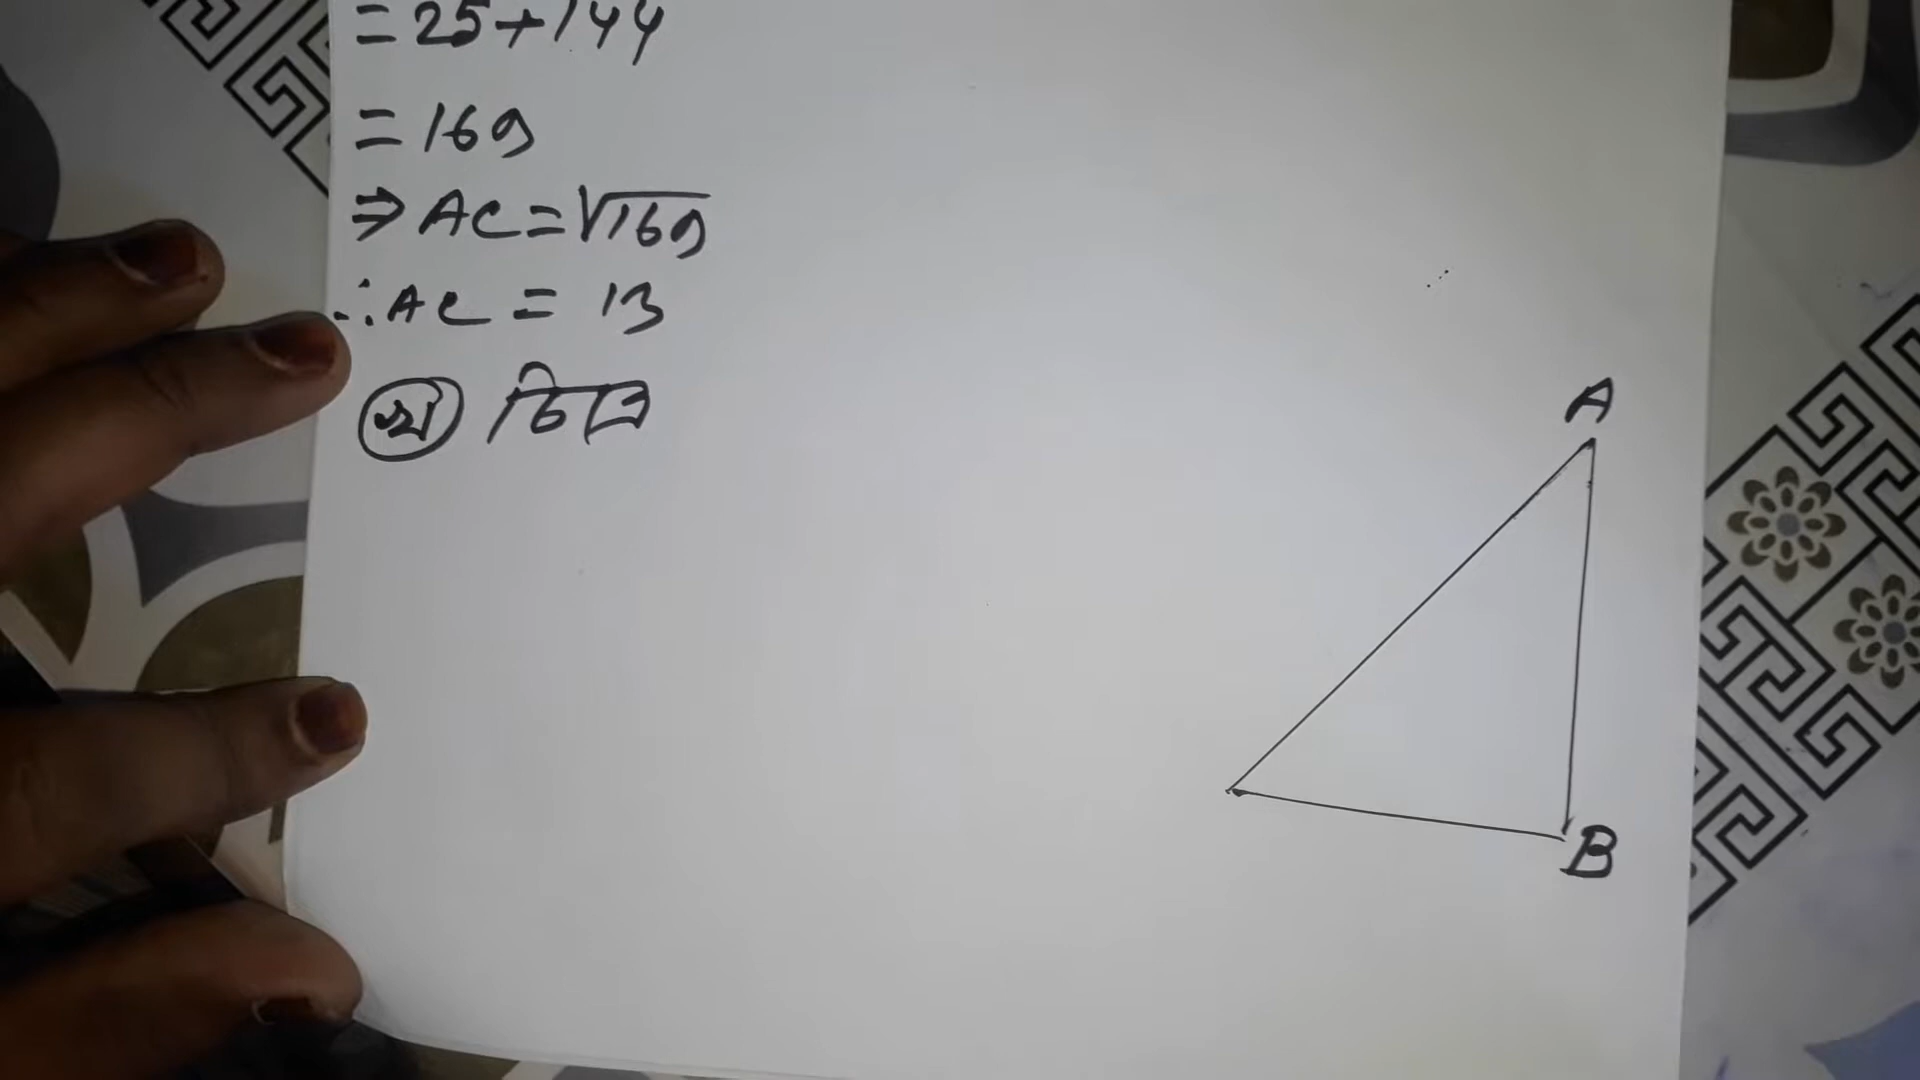 = 25+144
= 169
⇒ AC = √169
∴ AC = 13
খ চিত্র
A
B